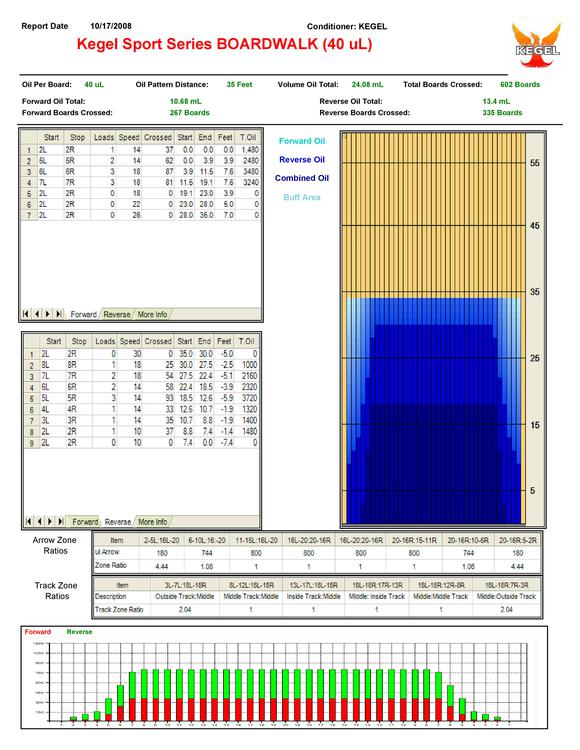 Report Date 10/17/2008 Conditioner: KEGEL
Kegel Sport Series BOARDWALK (40 uL)
KEGEL
Oil Per Board: 40 uL Oil Pattern Distance: 35 Feet Volume Oil Total: 24.08 mL Total Boards Crossed: 602 Boards
Forward Oil Total: 10.68 mL Reverse Oil Total: 13.4 mL
Forward Boards Crossed: 267 Boards Reverse Boards Crossed: 335 Boards
Start Stop Loads Speed Crossed Start End Feet T.Oil
1 2L 2R 1 14 37 0.0 0.0 0.0 1.480
2 5L 5R 2 14 62 0.0 3.9 3.9 2480
3 6L 6R 3 18 87 3.9 11.5 7.6 3480
4 7L 7R 3 18 81 11.5 19.1 7.6 3240
5 2L 2R 0 18 0 19.1 23.0 3.9 0
6 2L 2R 0 22 0 23.0 28.0 5.0 0
7 2L 2R 0 26 0 28.0 35.0 7.0 0
Forward Reverse More Info
Forward Oil
Reverse Oil
Combined Oil
Buff Area
55
45
35
25
15
5
Start Stop Loads Speed Crossed Start End Feet T.Oil
1 2L 2R 0 30 0 35.0 30.0 -5.0 0
2 8L 8R 1 18 25 30.0 27.5 -2.5 1000
3 7L 7R 2 18 54 27.5 22.4 -5.1 2160
4 6L 6R 2 14 58 22.4 18.5 -3.9 2320
5 5L 5R 3 14 93 18.5 12.6 -5.9 3720
6 4L 4R 1 14 33 12.6 10.7 -1.9 1320
7 3L 3R 1 14 35 10.7 8.8 -1.9 1400
8 2L 2R 1 10 37 8.8 7.4 -1.4 1480
9 2L 2R 0 10 0 7.4 0.0 -7.4 0
Forward Reverse More Info
Arrow Zone Ratios
Item 2-5L:16L-20 6-10L:16-20 11-15L:16L-20 16L-20:20-16R 16L-20:20-16R 20-16R:15-11R 20-16R:10-6R 20-16R:5-2R
ul Arrow 180 744 800 800 800 800 744 180
Zone Ratio 4.44 1.08 1 1 1 1 1.08 4.44
Track Zone Ratios
Item 3L-7L:18L-18R 8L-12L:18L-18R 13L-17L:18L-18R 18L-18R:17R-13R 18L-18R:12R-8R 18L-18R:7R-3R
Description Outside Track:Middle Middle Track:Middle Inside Track:Middle Middle: Inside Track Middle:Middle Track Middle:Outside Track
Track Zone Ratio 2.04 1 1 1 1 2.04
Forward Reverse